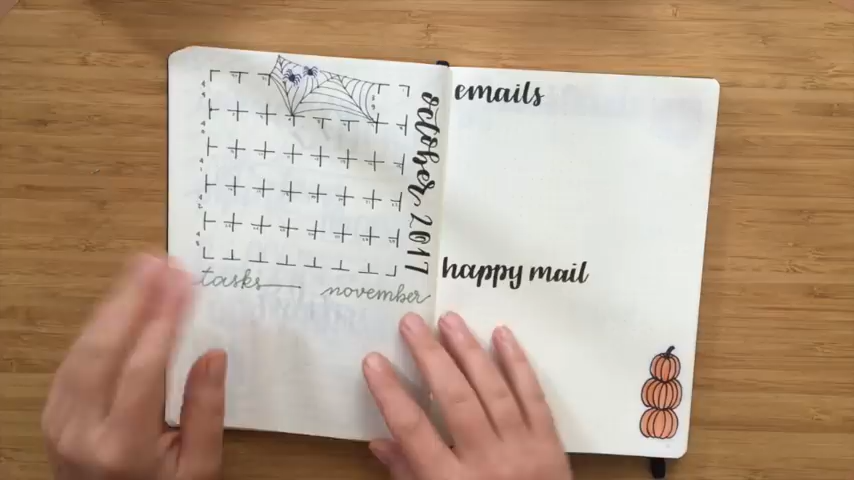 october 2017
tasks
november
emails
happy mail